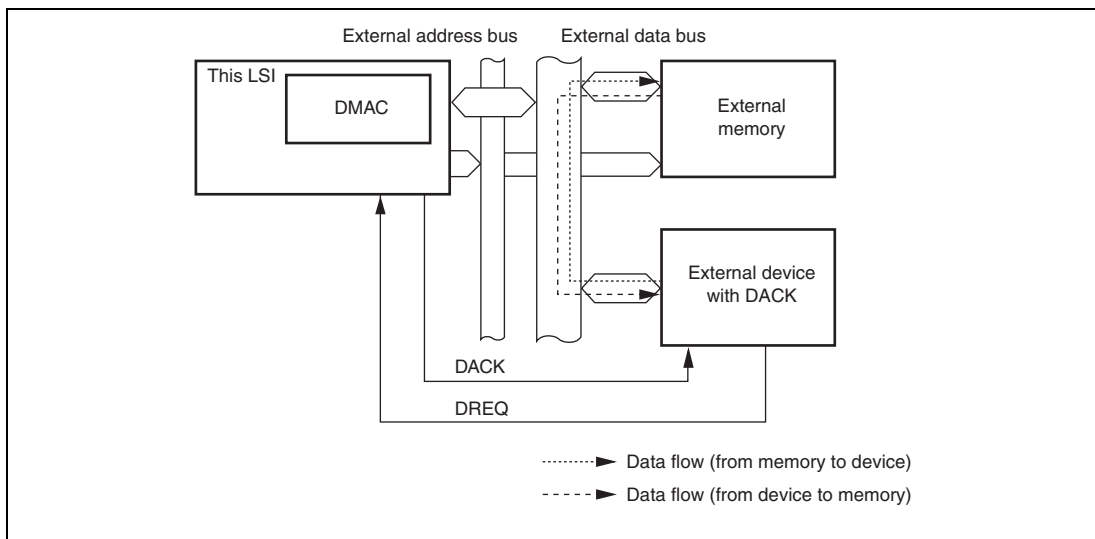 External address bus
External data bus
This LSI
DMAC
External
memory
External device
with DACK
DACK
DREQ
Data flow (from memory to device)
Data flow (from device to memory)